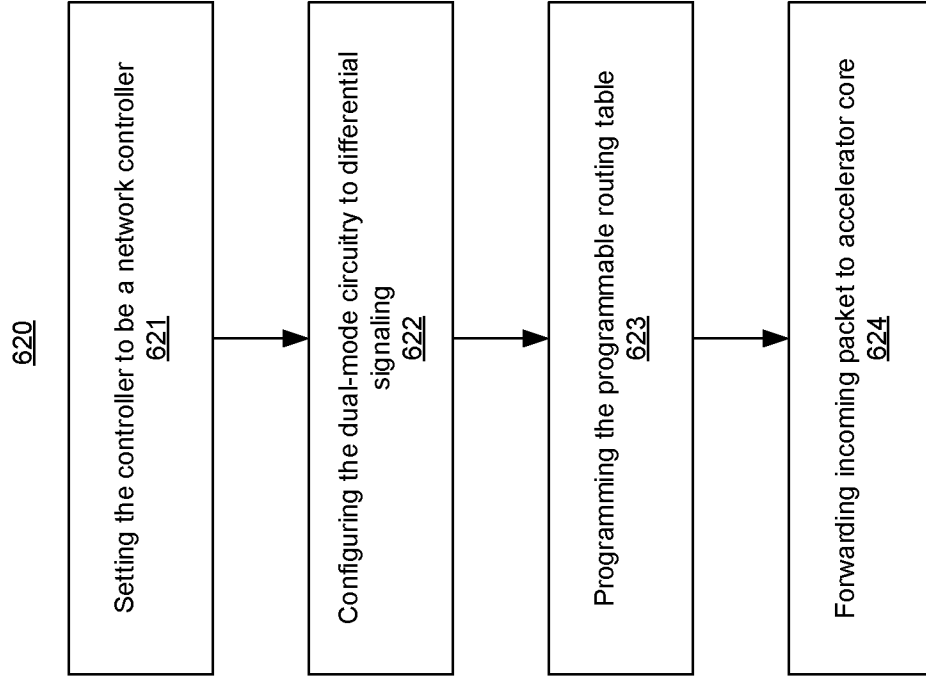 620
Setting the controller to be a network controller
621
Configuring the dual-mode circuitry to differential
signaling
622
Programming the programmable routing table
623
Forwarding incoming packet to accelerator core
624